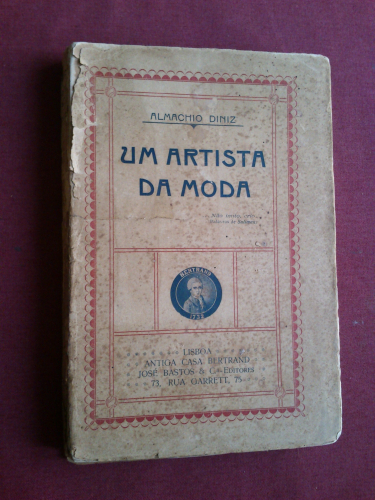 ALMACHIO DINIZ
UM ARTISTA
DA MODA
BERTRAND
1732
LISBOA
ANTIGA CASA BERTRAND
JOSÉ BASTOS & C.ª EDITORES
73, RUA GARRETT, 75